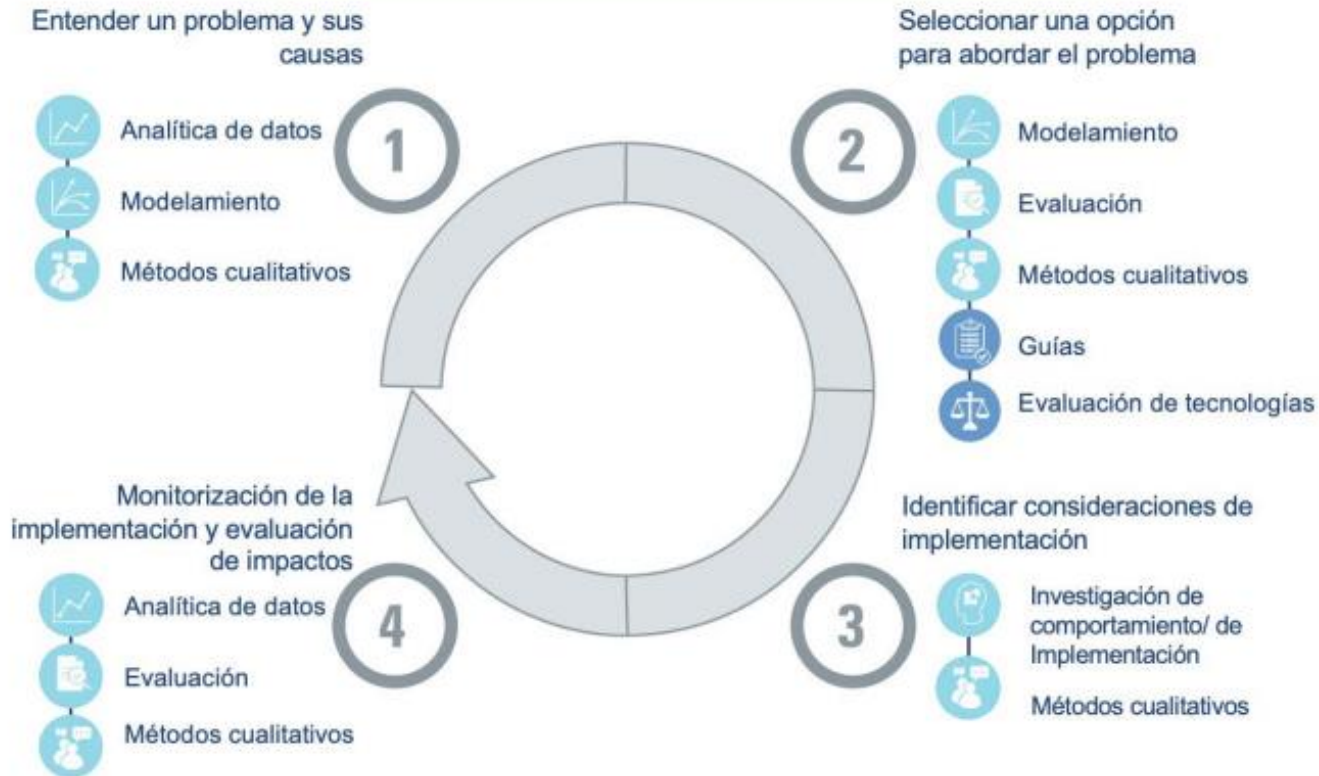 Entender un problema y sus
causas
1
Analítica de datos
Modelamiento
Métodos cualitativos
Seleccionar una opción
para abordar el problema
2
Modelamiento
Evaluación
Métodos cualitativos
Guías
Evaluación de tecnologías
Identificar consideraciones de
implementación
3
Investigación de
comportamiento/ de
Implementación
Métodos cualitativos
Monitorización de la
implementación y evaluación
de impactos
4
Analítica de datos
Evaluación
Métodos cualitativos